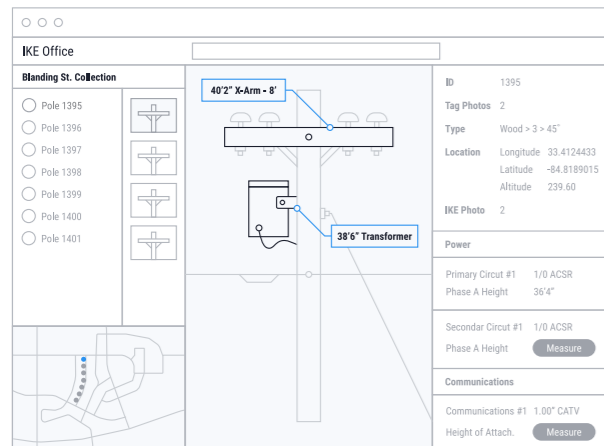 IKE Office
Blanding St. Collection
Pole 1395
Pole 1396
Pole 1397
Pole 1398
Pole 1399
Pole 1400
Pole 1401
40'2" X-Arm - 8'
38'6" Transformer
ID 1395
Tag Photos 2
Type Wood > 3 > 45"
Location Longitude 33.4124433
Latitude -84.8189015
Altitude 239.60
IKE Photo 2
Power
Primary Circut #1 1/0 ACSR
Phase A Height 36'4"
Secondar Circut #1 1/0 ACSR
Phase A Height Measure
Communications
Communications #1 1.00" CATV
Height of Attach. Measure